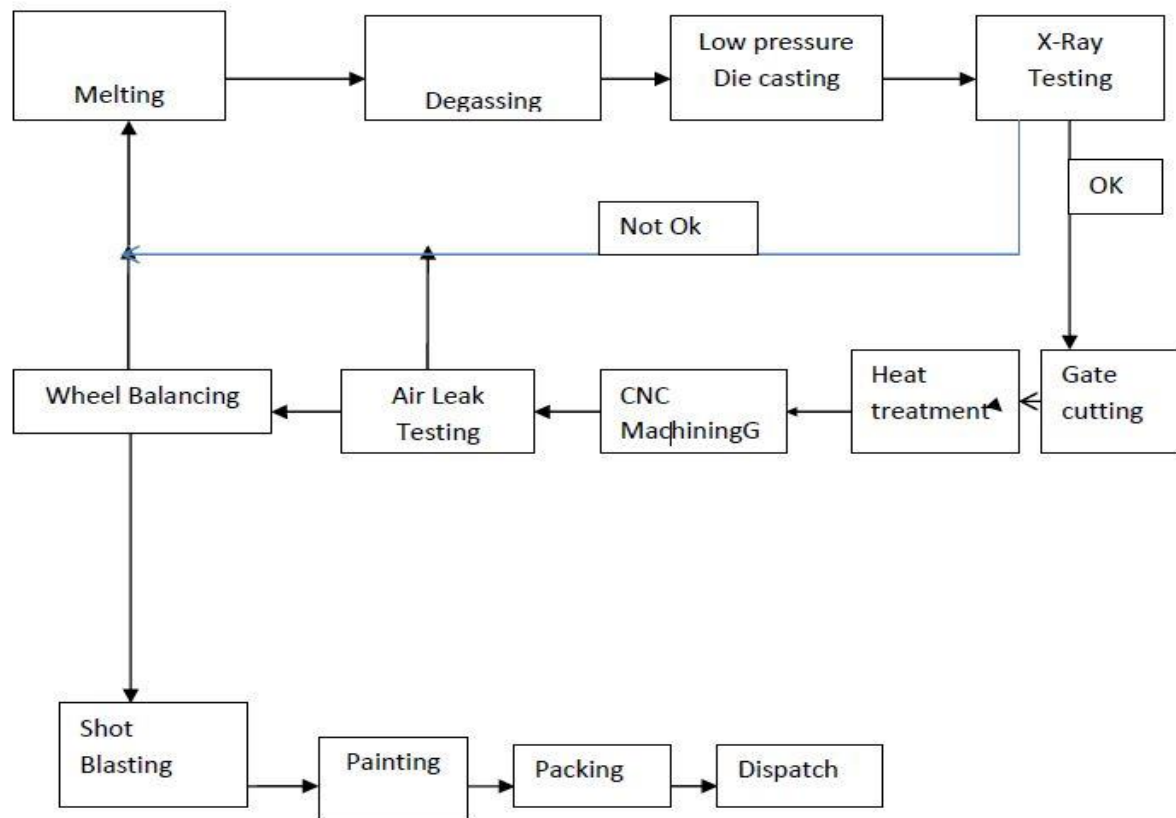 Melting
Degassing
Low pressure
Die casting
X-Ray
Testing
OK
Not Ok
Wheel Balancing
Air Leak
Testing
CNC
MachiningG
Heat
treatment
Gate
cutting
Shot
Blasting
Painting
Packing
Dispatch